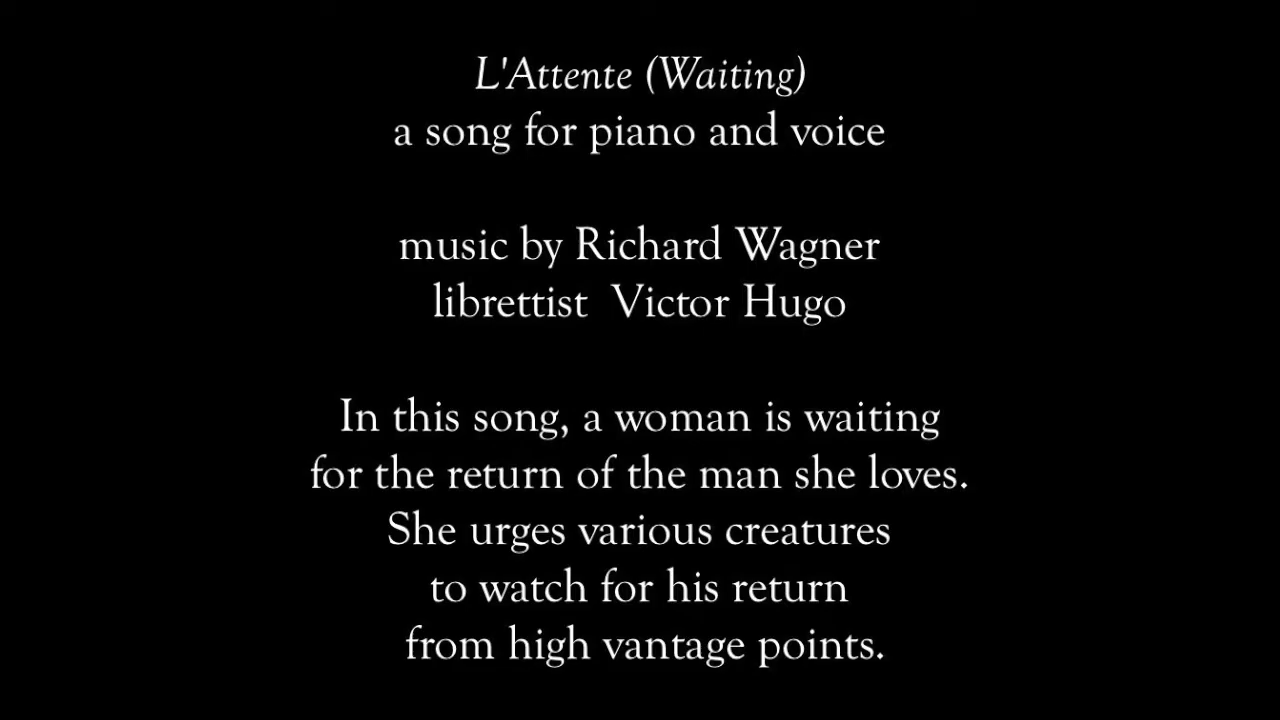 L'Attente (Waiting)
a song for piano and voice
music by Richard Wagner
librettist  Victor Hugo
In this song, a woman is waiting
for the return of the man she loves.
She urges various creatures
to watch for his return
from high vantage points.